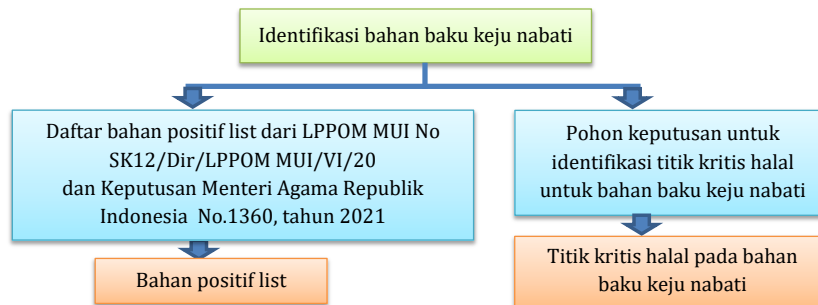 Identifikasi bahan baku keju nabati
Daftar bahan positif list dari LPPOM MUI No
SK12/Dir/LPPOM MUI/VI/20
dan Keputusan Menteri Agama Republik
Indonesia No.1360, tahun 2021
Pohon keputusan untuk
identifikasi titik kritis halal
untuk bahan baku keju nabati
Bahan positif list
Titik kritis halal pada bahan
baku keju nabati